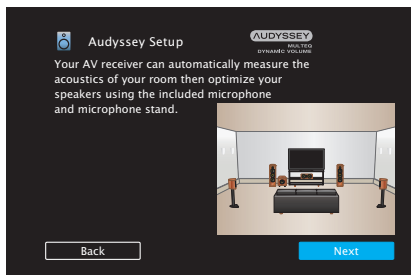 Audyssey Setup
AUDYSSEY
MULTEQ
DYNAMIC VOLUME
Your AV receiver can automatically measure the
acoustics of your room then optimize your
speakers using the included microphone
and microphone stand.
Back
Next